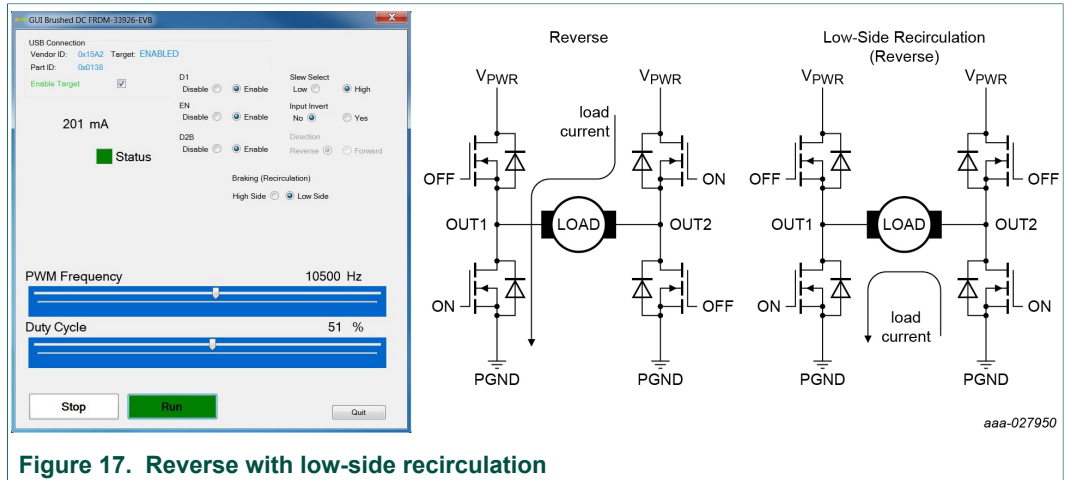 GUI Brushed DC FRDM-33926-EVB
USB Connection
Vendor ID: 0x15A2 Target: ENABLED
Part ID: 0x0138
Enable Target
201 mA
Status
D1
Disable Enable
EN
Disable Enable
D2B
Disable Enable
Slew Select
Low High
Input Invert
No Yes
Direction
Reverse Forward
Braking (Recirculation)
High Side Low Side
PWM Frequency 10500 Hz
Duty Cycle 51 %
Stop Run Quit
Reverse
VPWR VPWR
load
current
OFF ON
OUT1 LOAD OUT2
ON OFF
PGND PGND
Low-Side Recirculation
(Reverse)
VPWR VPWR
OFF OFF
OUT1 LOAD OUT2
ON ON
load
current
PGND PGND
aaa-027950
Figure 17. Reverse with low-side recirculation